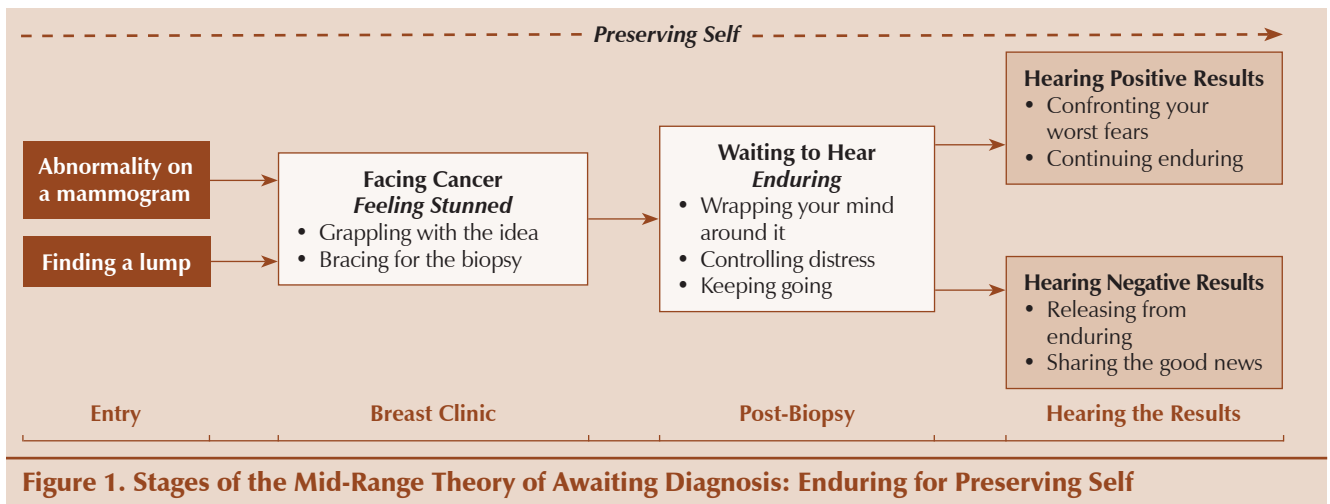 Preserving Self
Abnormality on
a mammogram
Finding a lump
Facing Cancer
Feeling Stunned
• Grappling with the idea
• Bracing for the biopsy
Waiting to Hear
Enduring
• Wrapping your mind
around it
• Controlling distress
• Keeping going
Hearing Positive Results
• Confronting your
worst fears
• Continuing enduring
Hearing Negative Results
• Releasing from
enduring
• Sharing the good news
Entry
Breast Clinic
Post-Biopsy
Hearing the Results
Figure 1. Stages of the Mid-Range Theory of Awaiting Diagnosis: Enduring for Preserving Self